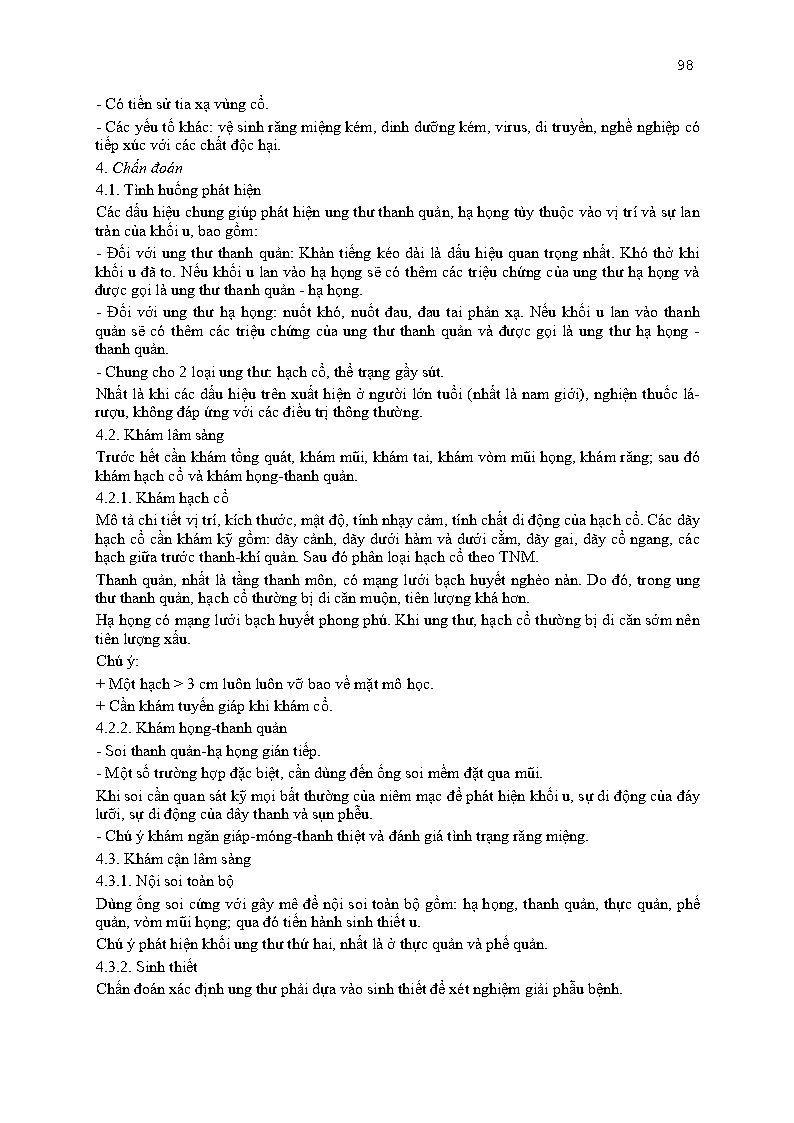 98
- Có tiền sử tia xạ vùng cổ.
- Các yếu tố khác: vệ sinh răng miệng kém, dinh dưỡng kém, virus, di truyền, nghề nghiệp có
tiếp xúc với các chất độc hại.
4. Chẩn đoán
4.1. Tình huống phát hiện
Các dấu hiệu chung giúp phát hiện ung thư thanh quản, hạ họng tùy thuộc vào vị trí và sự lan
tràn của khối u, bao gồm:
- Đối với ung thư thanh quản: Khàn tiếng kéo dài là dấu hiệu quan trọng nhất. Khó thở khi
khối u đã to. Nếu khối u lan vào hạ họng sẽ có thêm các triệu chứng của ung thư hạ họng và
được gọi là ung thư thanh quản - hạ họng.
- Đối với ung thư hạ họng: nuốt khó, nuốt đau, đau tai phản xạ. Nếu khối u lan vào thanh
quản sẽ có thêm các triệu chứng của ung thư thanh quản và được gọi là ung thư hạ họng -
thanh quản.
- Chung cho 2 loại ung thư: hạch cổ, thể trạng gầy sút.
Nhất là khi các dấu hiệu trên xuất hiện ở người lớn tuổi (nhất là nam giới), nghiện thuốc lá-
rượu, không đáp ứng với các điều trị thông thường.
4.2. Khám lâm sàng
Trước hết cần khám tổng quát, khám mũi, khám tai, khám vòm mũi họng, khám răng; sau đó
khám hạch cổ và khám họng-thanh quản.
4.2.1. Khám hạch cổ
Mô tả chi tiết vị trí, kích thước, mật độ, tính nhạy cảm, tính chất di động của hạch cổ. Các dãy
hạch cổ cần khám kỹ gồm: dãy cảnh, dãy dưới hàm và dưới cằm, dãy gai, dãy cổ ngang, các
hạch giữa trước thanh-khí quản. Sau đó phân loại hạch cổ theo TNM.
Thanh quản, nhất là tầng thanh môn, có mạng lưới bạch huyết nghèo nàn. Do đó, trong ung
thư thanh quản, hạch cổ thường bị di căn muộn, tiên lượng khá hơn.
Hạ họng có mạng lưới bạch huyết phong phú. Khi ung thư, hạch cổ thường bị di căn sớm nên
tiên lượng xấu.
Chú ý:
+ Một hạch > 3 cm luôn luôn vỡ bao về mặt mô học.
+ Cần khám tuyến giáp khi khám cổ.
4.2.2. Khám họng-thanh quản
- Soi thanh quản-hạ họng gián tiếp.
- Một số trường hợp đặc biệt, cần dùng đến ống soi mềm đặt qua mũi.
Khi soi cần quan sát kỹ mọi bất thường của niêm mạc để phát hiện khối u, sự di động của đáy
lưỡi, sự di động của dây thanh và sụn phễu.
- Chú ý khám ngăn giáp-móng-thanh thiệt và đánh giá tình trạng răng miệng.
4.3. Khám cận lâm sàng
4.3.1. Nội soi toàn bộ
Dùng ống soi cứng với gây mê để nội soi toàn bộ gồm: hạ họng, thanh quản, thực quản, phế
quản, vòm mũi họng; qua đó tiến hành sinh thiết u.
Chú ý phát hiện khối ung thư thứ hai, nhất là ở thực quản và phế quản.
4.3.2. Sinh thiết
Chẩn đoán xác định ung thư phải dựa vào sinh thiết để xét nghiệm giải phẫu bệnh.